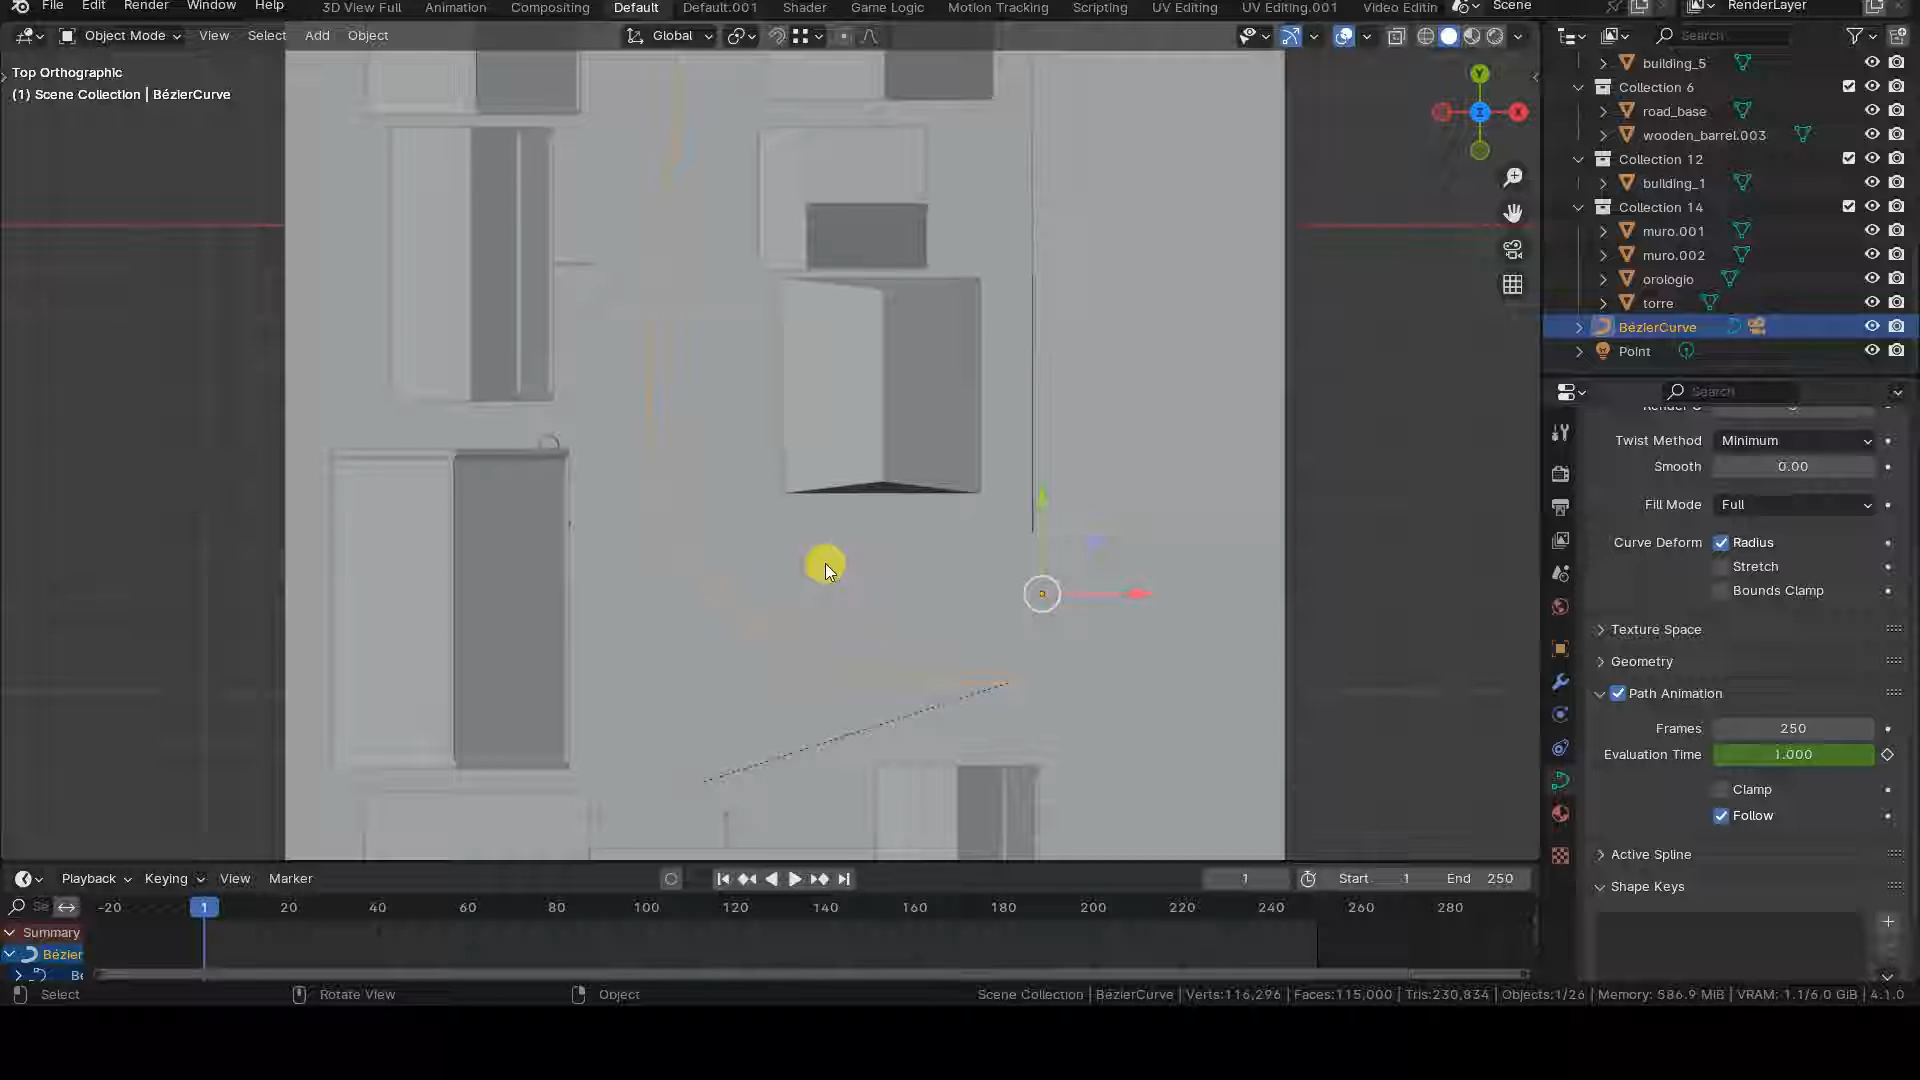 File Edit Render Window Help 3D View Full Animation Compositing Default Default.001 Shader Game Logic Motion Tracking Scripting UV Editing UV Editing.001 Video Editin Scene RenderLayer
Object Mode View Select Add Object Global Search
Top Orthographic
(1) Scene Collection | BézierCurve
Y
Z
X
building_5
Collection 6
road_base
wooden_barrel.003
Collection 12
building_1
Collection 14
muro.001
muro.002
orologio
torre
BézierCurve
Point
Search
Twist Method Minimum
Smooth 0.00
Fill Mode Full
Curve Deform Radius
Stretch
Bounds Clamp
Texture Space
Geometry
Path Animation
Frames 250
Evaluation Time 1.000
Clamp
Follow
Active Spline
Shape Keys
Playback Keying View Marker 1 Start 1 End 250
Se -20 1 20 40 60 80 100 120 140 160 180 200 220 240 260 280
Summary
Bézier
Be
Select Rotate View Object Scene Collection | BézierCurve | Verts:116,296 | Faces:115,000 | Tris:230,834 | Objects:1/26 | Memory: 586.9 MiB | VRAM: 1.1/6.0 GiB | 4.1.0